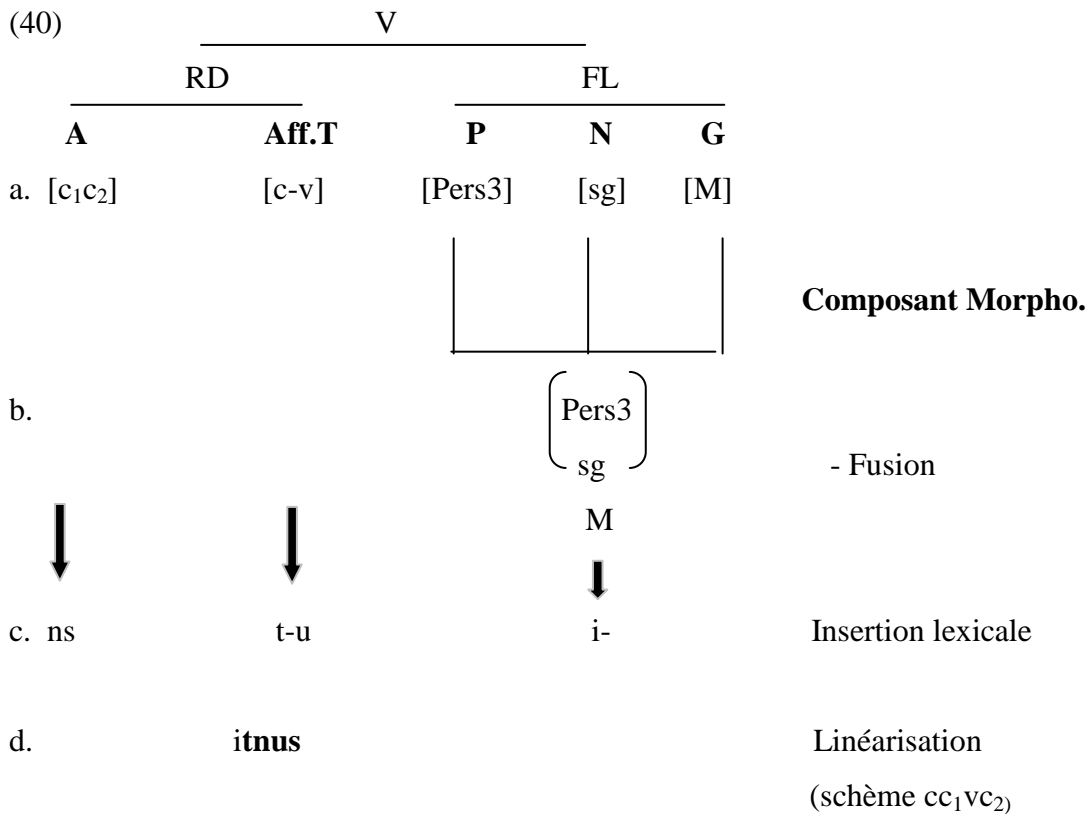 (40) V
RD FL
A Aff.T P N G
a. [c₁c₂] [c-v] [Pers3] [sg] [M]
Composant Morpho.
b. Pers3
sg - Fusion
M
c. ns t-u i- Insertion lexicale
d. itnus Linéarisation
(schème cc₁vc₂)